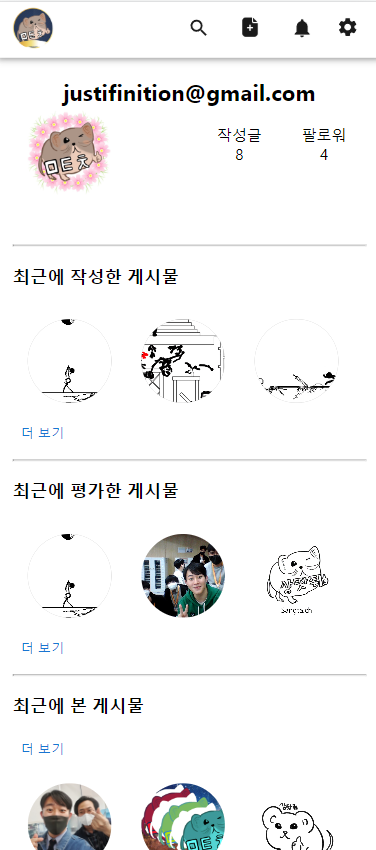 justifinition@gmail.com
작성글 팔로워
8 4
최근에 작성한 게시물
더 보기
최근에 평가한 게시물
더 보기
최근에 본 게시물
더 보기